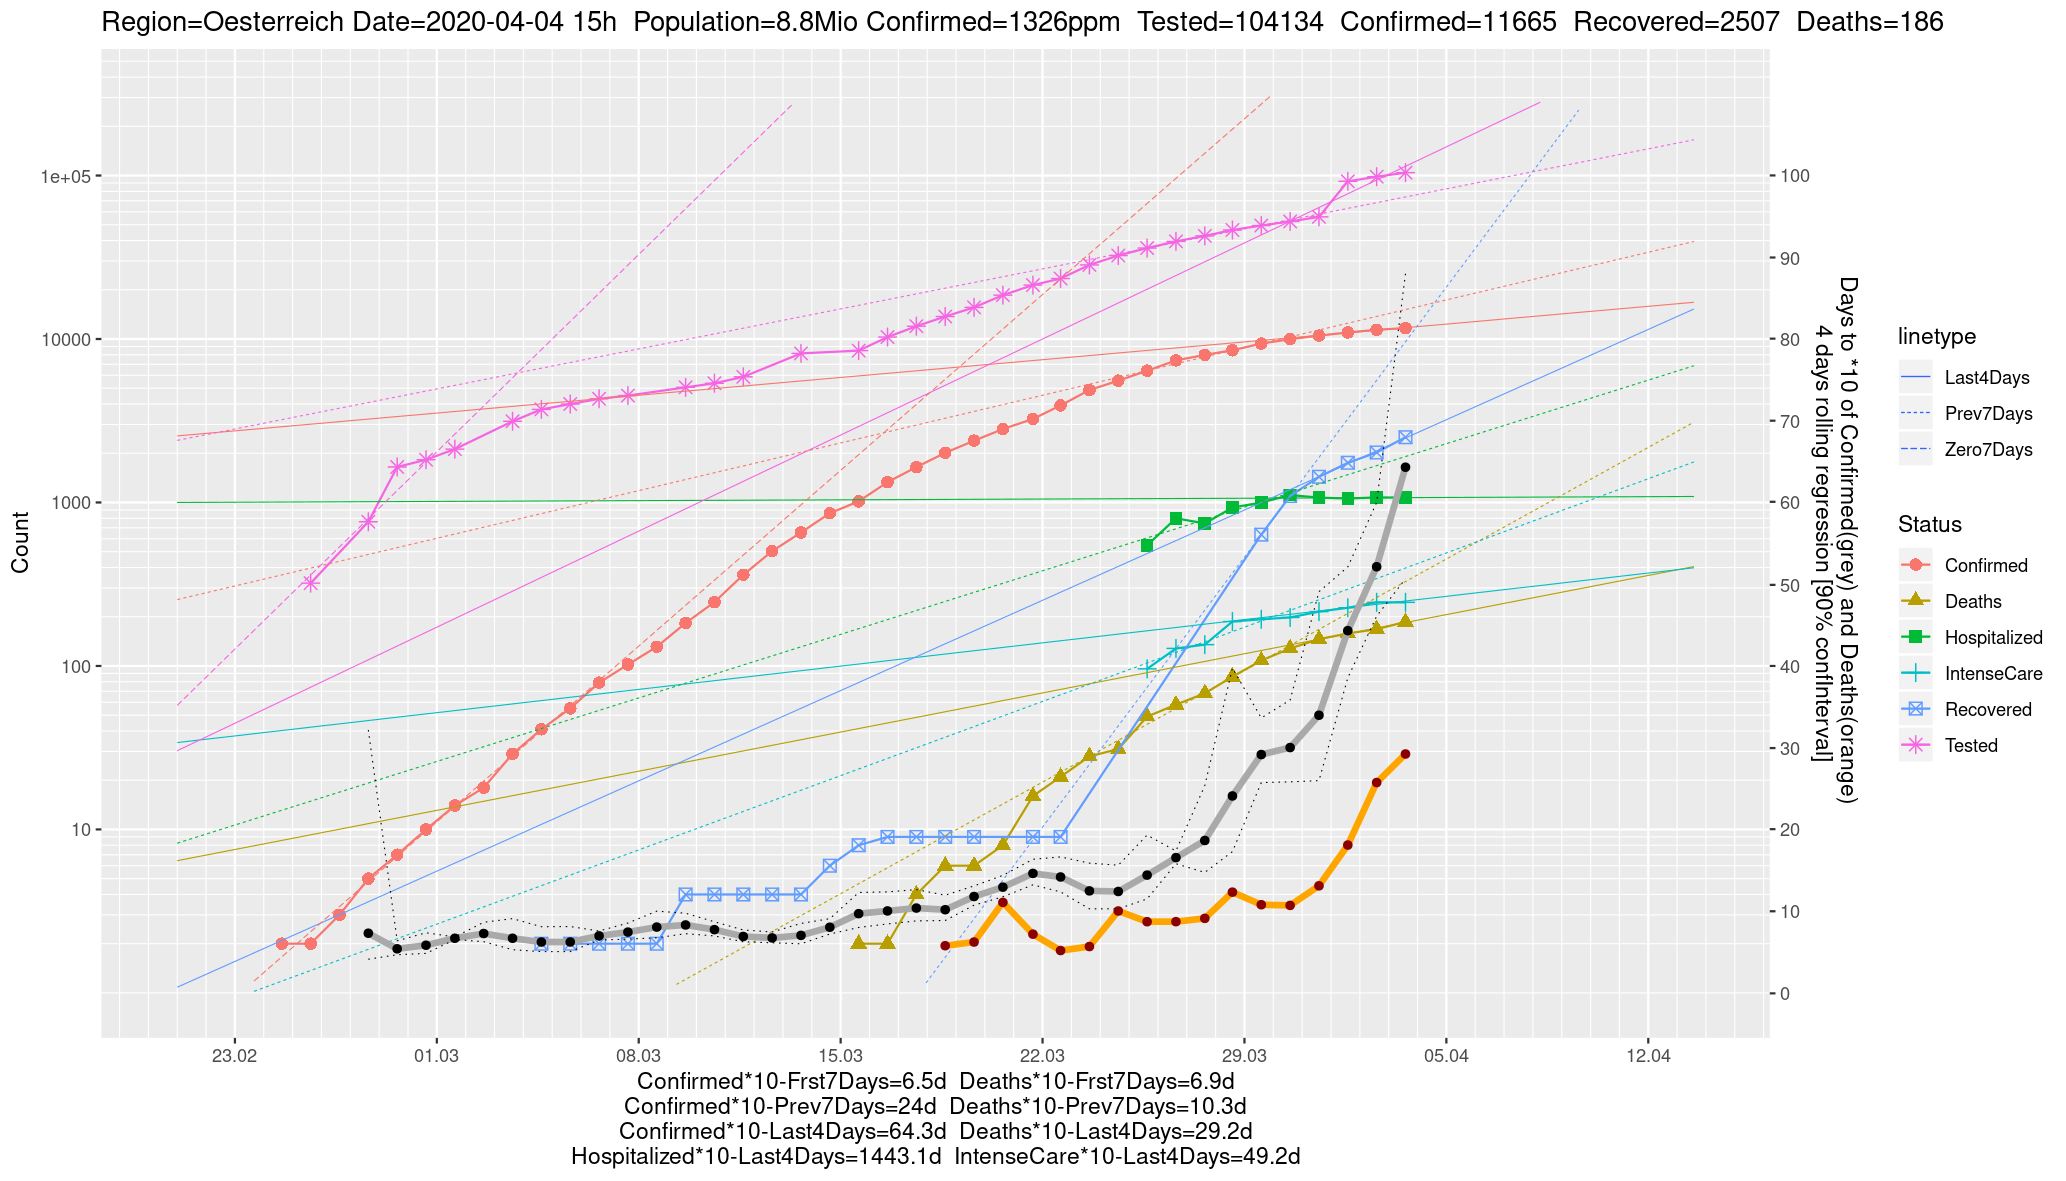 Region=Oesterreich Date=2020-04-04 15h  Population=8.8Mio Confirmed=1326ppm  Tested=104134  Confirmed=11665  Recovered=2507  Deaths=186
Count
1e+05
10000
1000
100
10
100
90
80
70
60
50
40
30
20
10
0
Days to *10 of Confirmed(grey) and Deaths(orange)
4 days rolling regression [90% confInterval]
23.02
01.03
08.03
15.03
22.03
29.03
05.04
12.04
Confirmed*10-Frst7Days=6.5d  Deaths*10-Frst7Days=6.9d
Confirmed*10-Prev7Days=24d  Deaths*10-Prev7Days=10.3d
Confirmed*10-Last4Days=64.3d  Deaths*10-Last4Days=29.2d
Hospitalized*10-Last4Days=1443.1d  IntenseCare*10-Last4Days=49.2d
linetype
Last4Days
Prev7Days
Zero7Days
Status
Confirmed
Deaths
Hospitalized
IntenseCare
Recovered
Tested